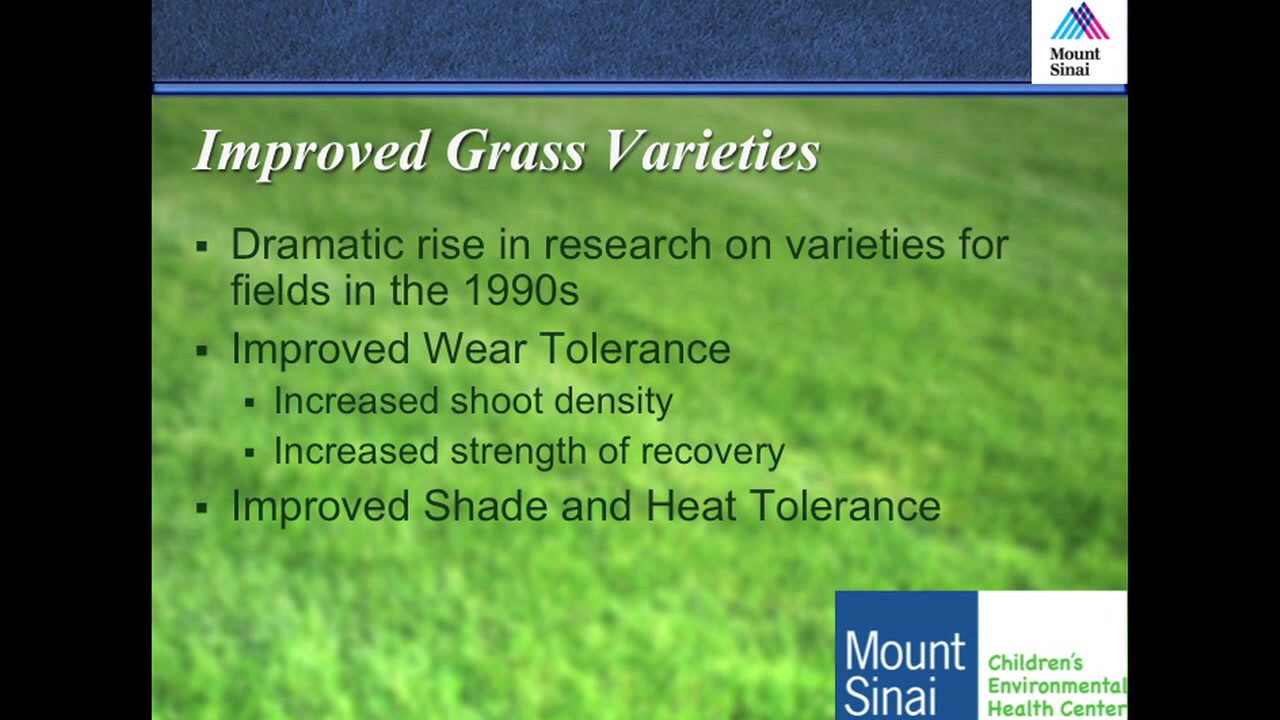 Mount
Sinai
Improved Grass Varieties
▪ Dramatic rise in research on varieties for
fields in the 1990s
▪ Improved Wear Tolerance
▪ Increased shoot density
▪ Increased strength of recovery
▪ Improved Shade and Heat Tolerance
Mount
Sinai
Children's
Environmental
Health Center